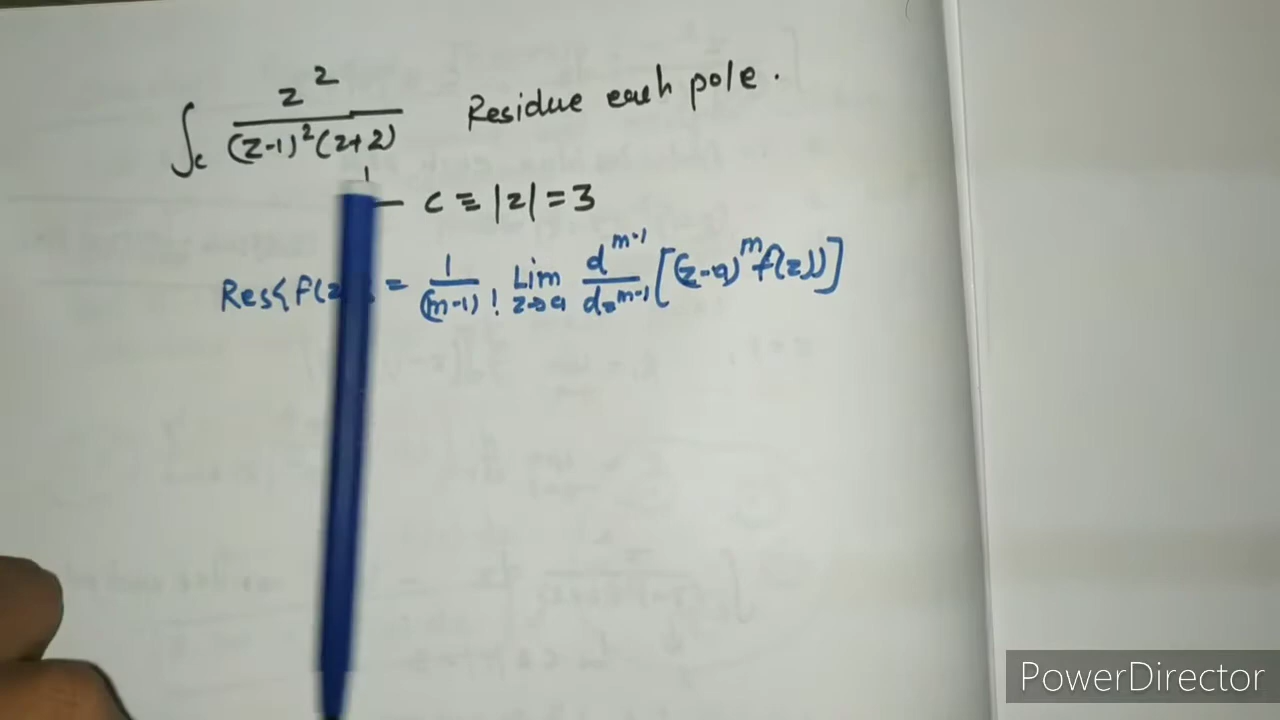 ∫c z² / (z-1)²(z+2) Residue each pole.
c ≡ |z| = 3
Res{f(z = 1/(m-1)! Lim z→a d^m-1/dz^m-1 [(z-a)^m f(z))]
PowerDirector